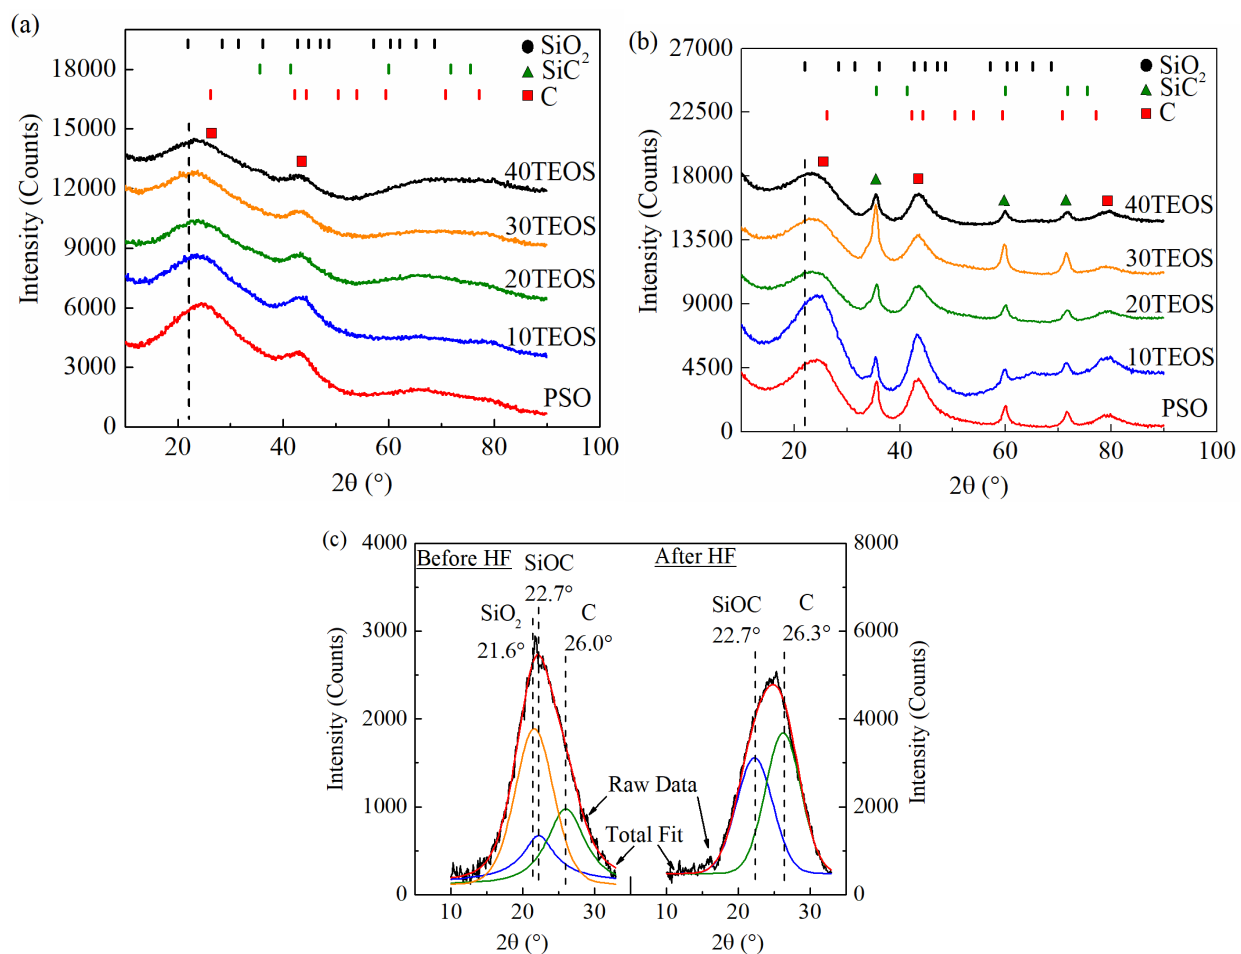 (a)
SiO2
SiC2
C
18000
15000
12000
9000
6000
3000
0
Intensity (Counts)
40TEOS
30TEOS
20TEOS
10TEOS
PSO
20 40 60 80 100
2θ (°)
(b)
SiO
SiC2
C
27000
22500
18000
13500
9000
4500
0
Intensity (Counts)
40TEOS
30TEOS
20TEOS
10TEOS
PSO
20 40 60 80 100
2θ (°)
(c)
4000
3000
2000
1000
0
Intensity (Counts)
Before HF
SiOC
22.7°
SiO2
21.6°
C
26.0°
After HF
SiOC
22.7°
C
26.3°
Raw Data
Total Fit
8000
6000
4000
2000
0
Intensity (Counts)
10 20 30 10 20 30
2θ (°) 2θ (°)